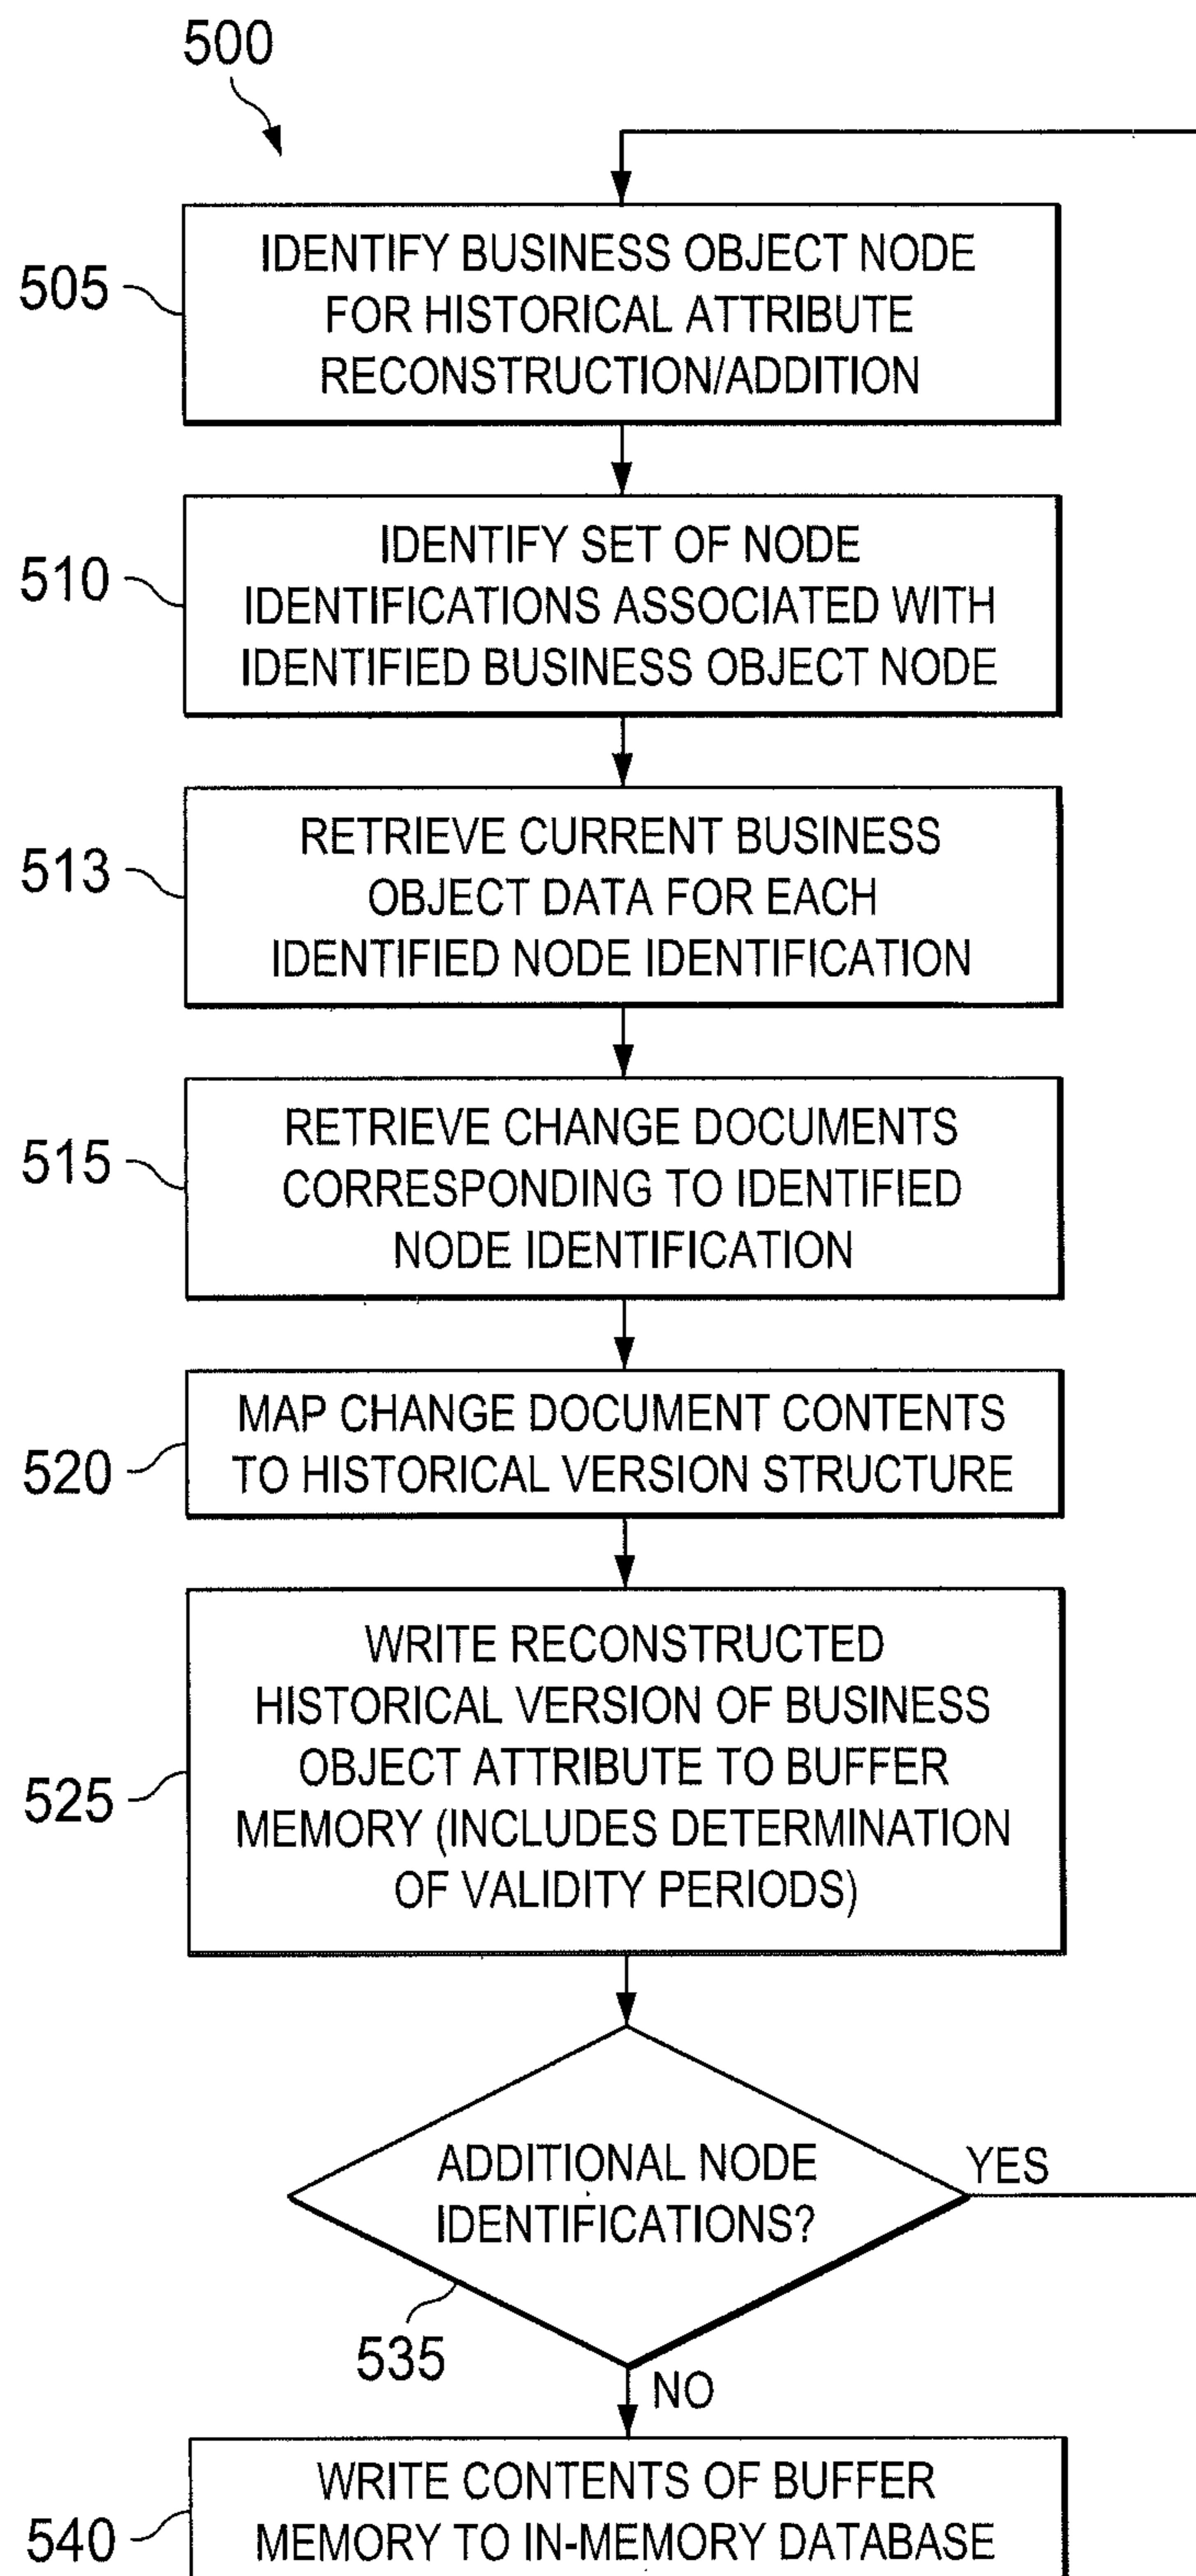 500
505
IDENTIFY BUSINESS OBJECT NODE
FOR HISTORICAL ATTRIBUTE
RECONSTRUCTION/ADDITION
510
IDENTIFY SET OF NODE
IDENTIFICATIONS ASSOCIATED WITH
IDENTIFIED BUSINESS OBJECT NODE
513
RETRIEVE CURRENT BUSINESS
OBJECT DATA FOR EACH
IDENTIFIED NODE IDENTIFICATION
515
RETRIEVE CHANGE DOCUMENTS
CORRESPONDING TO IDENTIFIED
NODE IDENTIFICATION
520
MAP CHANGE DOCUMENT CONTENTS
TO HISTORICAL VERSION STRUCTURE
525
WRITE RECONSTRUCTED
HISTORICAL VERSION OF BUSINESS
OBJECT ATTRIBUTE TO BUFFER
MEMORY (INCLUDES DETERMINATION
OF VALIDITY PERIODS)
ADDITIONAL NODE
IDENTIFICATIONS?
YES
535
NO
540
WRITE CONTENTS OF BUFFER
MEMORY TO IN-MEMORY DATABASE